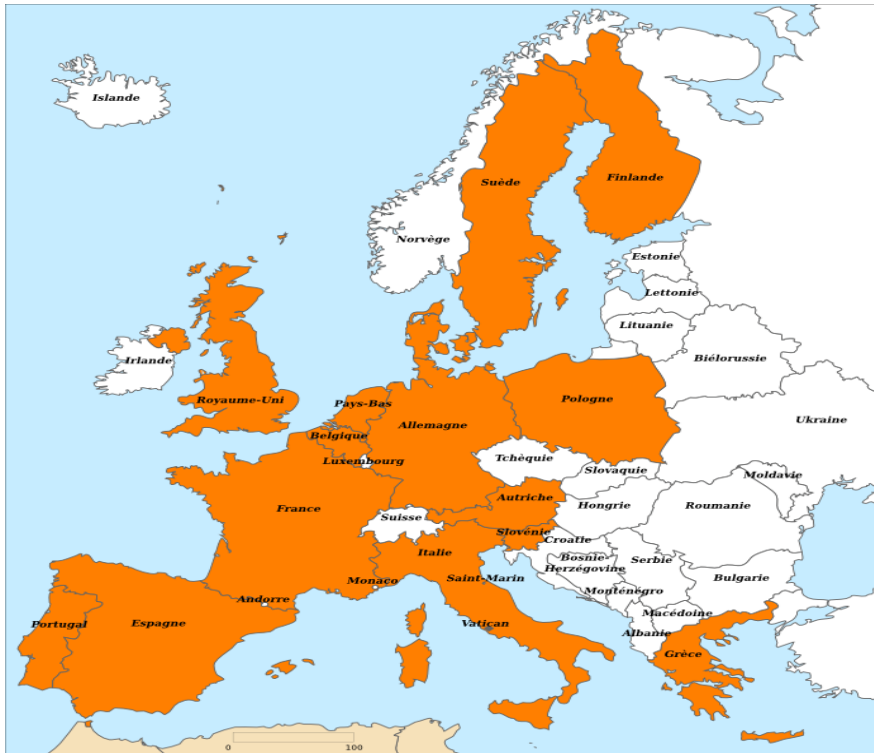 Islande
Suède
Finlande
Norvège
Estonie
Lettonie
Lituanie
Irlande
Biélorussie
Royaume-Uni
Pays-Bas
Pologne
Ukraine
Allemagne
Belgique
Tchèquie
Luxembourg
Slovaquie
Moldavie
Autriche
France
Hongrie
Roumanie
Suisse
Slovénie
Croatie
Italie
Bosnie-
Herzégovine
Serbie
Monaco
Saint-Marin
Bulgarie
Monténégro
Andorre
Macédoine
Portugal
Espagne
Vatican
Albanie
Grèce
0
100